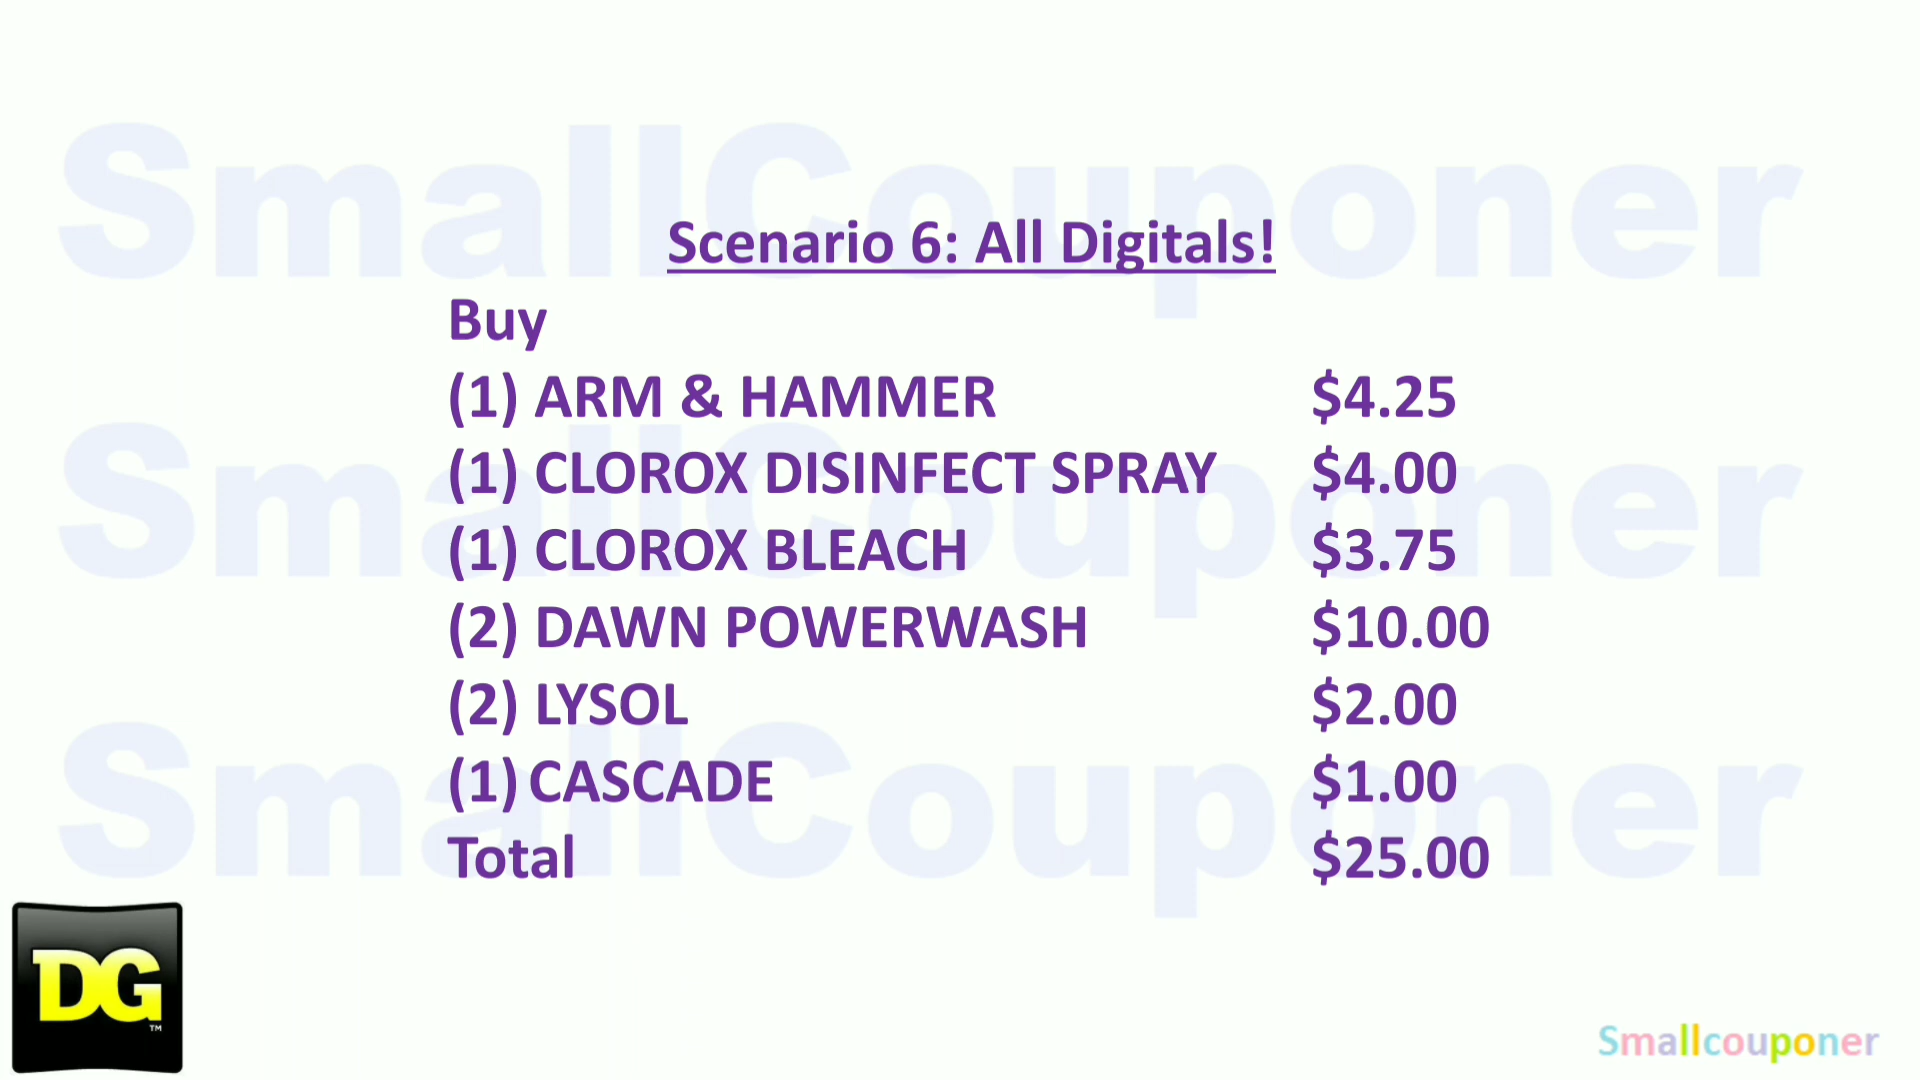 SmallCouponer
Scenario 6: All Digitals!
Buy
(1) ARM & HAMMER $4.25
SmallCouponer
(1) CLOROX DISINFECT SPRAY $4.00
(1) CLOROX BLEACH $3.75
(2) DAWN POWERWASH $10.00
(2) LYSOL $2.00
SmallCouponer
(1) CASCADE $1.00
Total $25.00
DG™
Smallcouponer